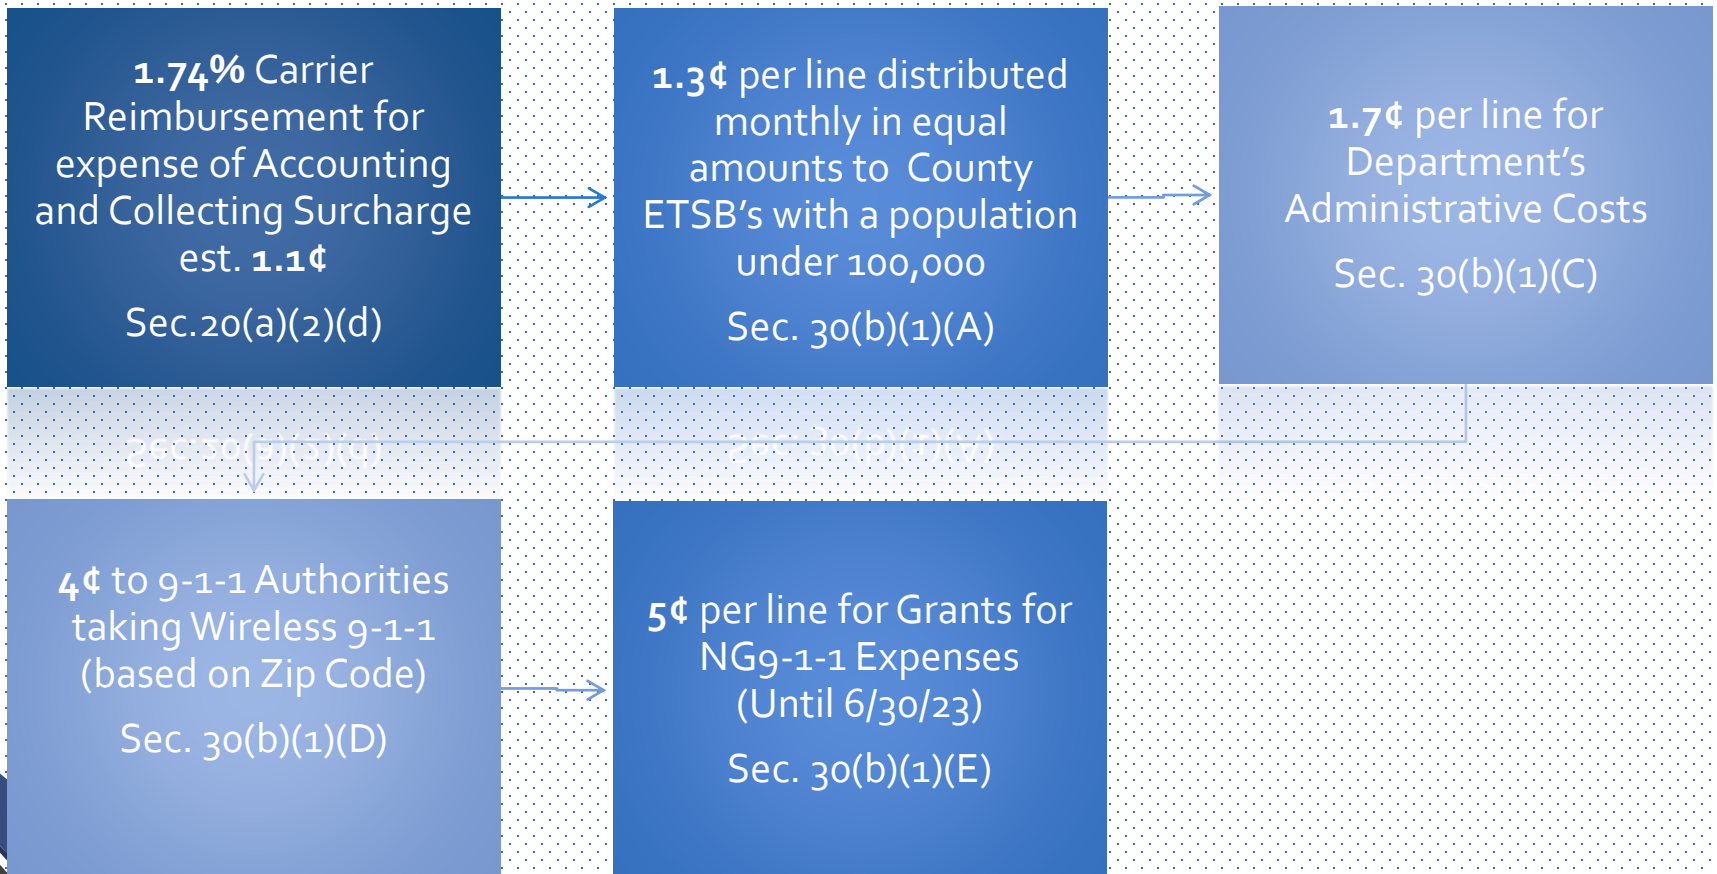 1.74% Carrier
Reimbursement for
expense of Accounting
and Collecting Surcharge
est. 1.1¢
Sec.20(a)(2)(d)
1.3¢ per line distributed
monthly in equal
amounts to County
ETSB's with a population
under 100,000
Sec. 30(b)(1)(A)
1.7¢ per line for
Department's
Administrative Costs
Sec. 30(b)(1)(C)
4¢ to 9-1-1 Authorities
taking Wireless 9-1-1
(based on Zip Code)
Sec. 30(b)(1)(D)
5¢ per line for Grants for
NG9-1-1 Expenses
(Until 6/30/23)
Sec. 30(b)(1)(E)